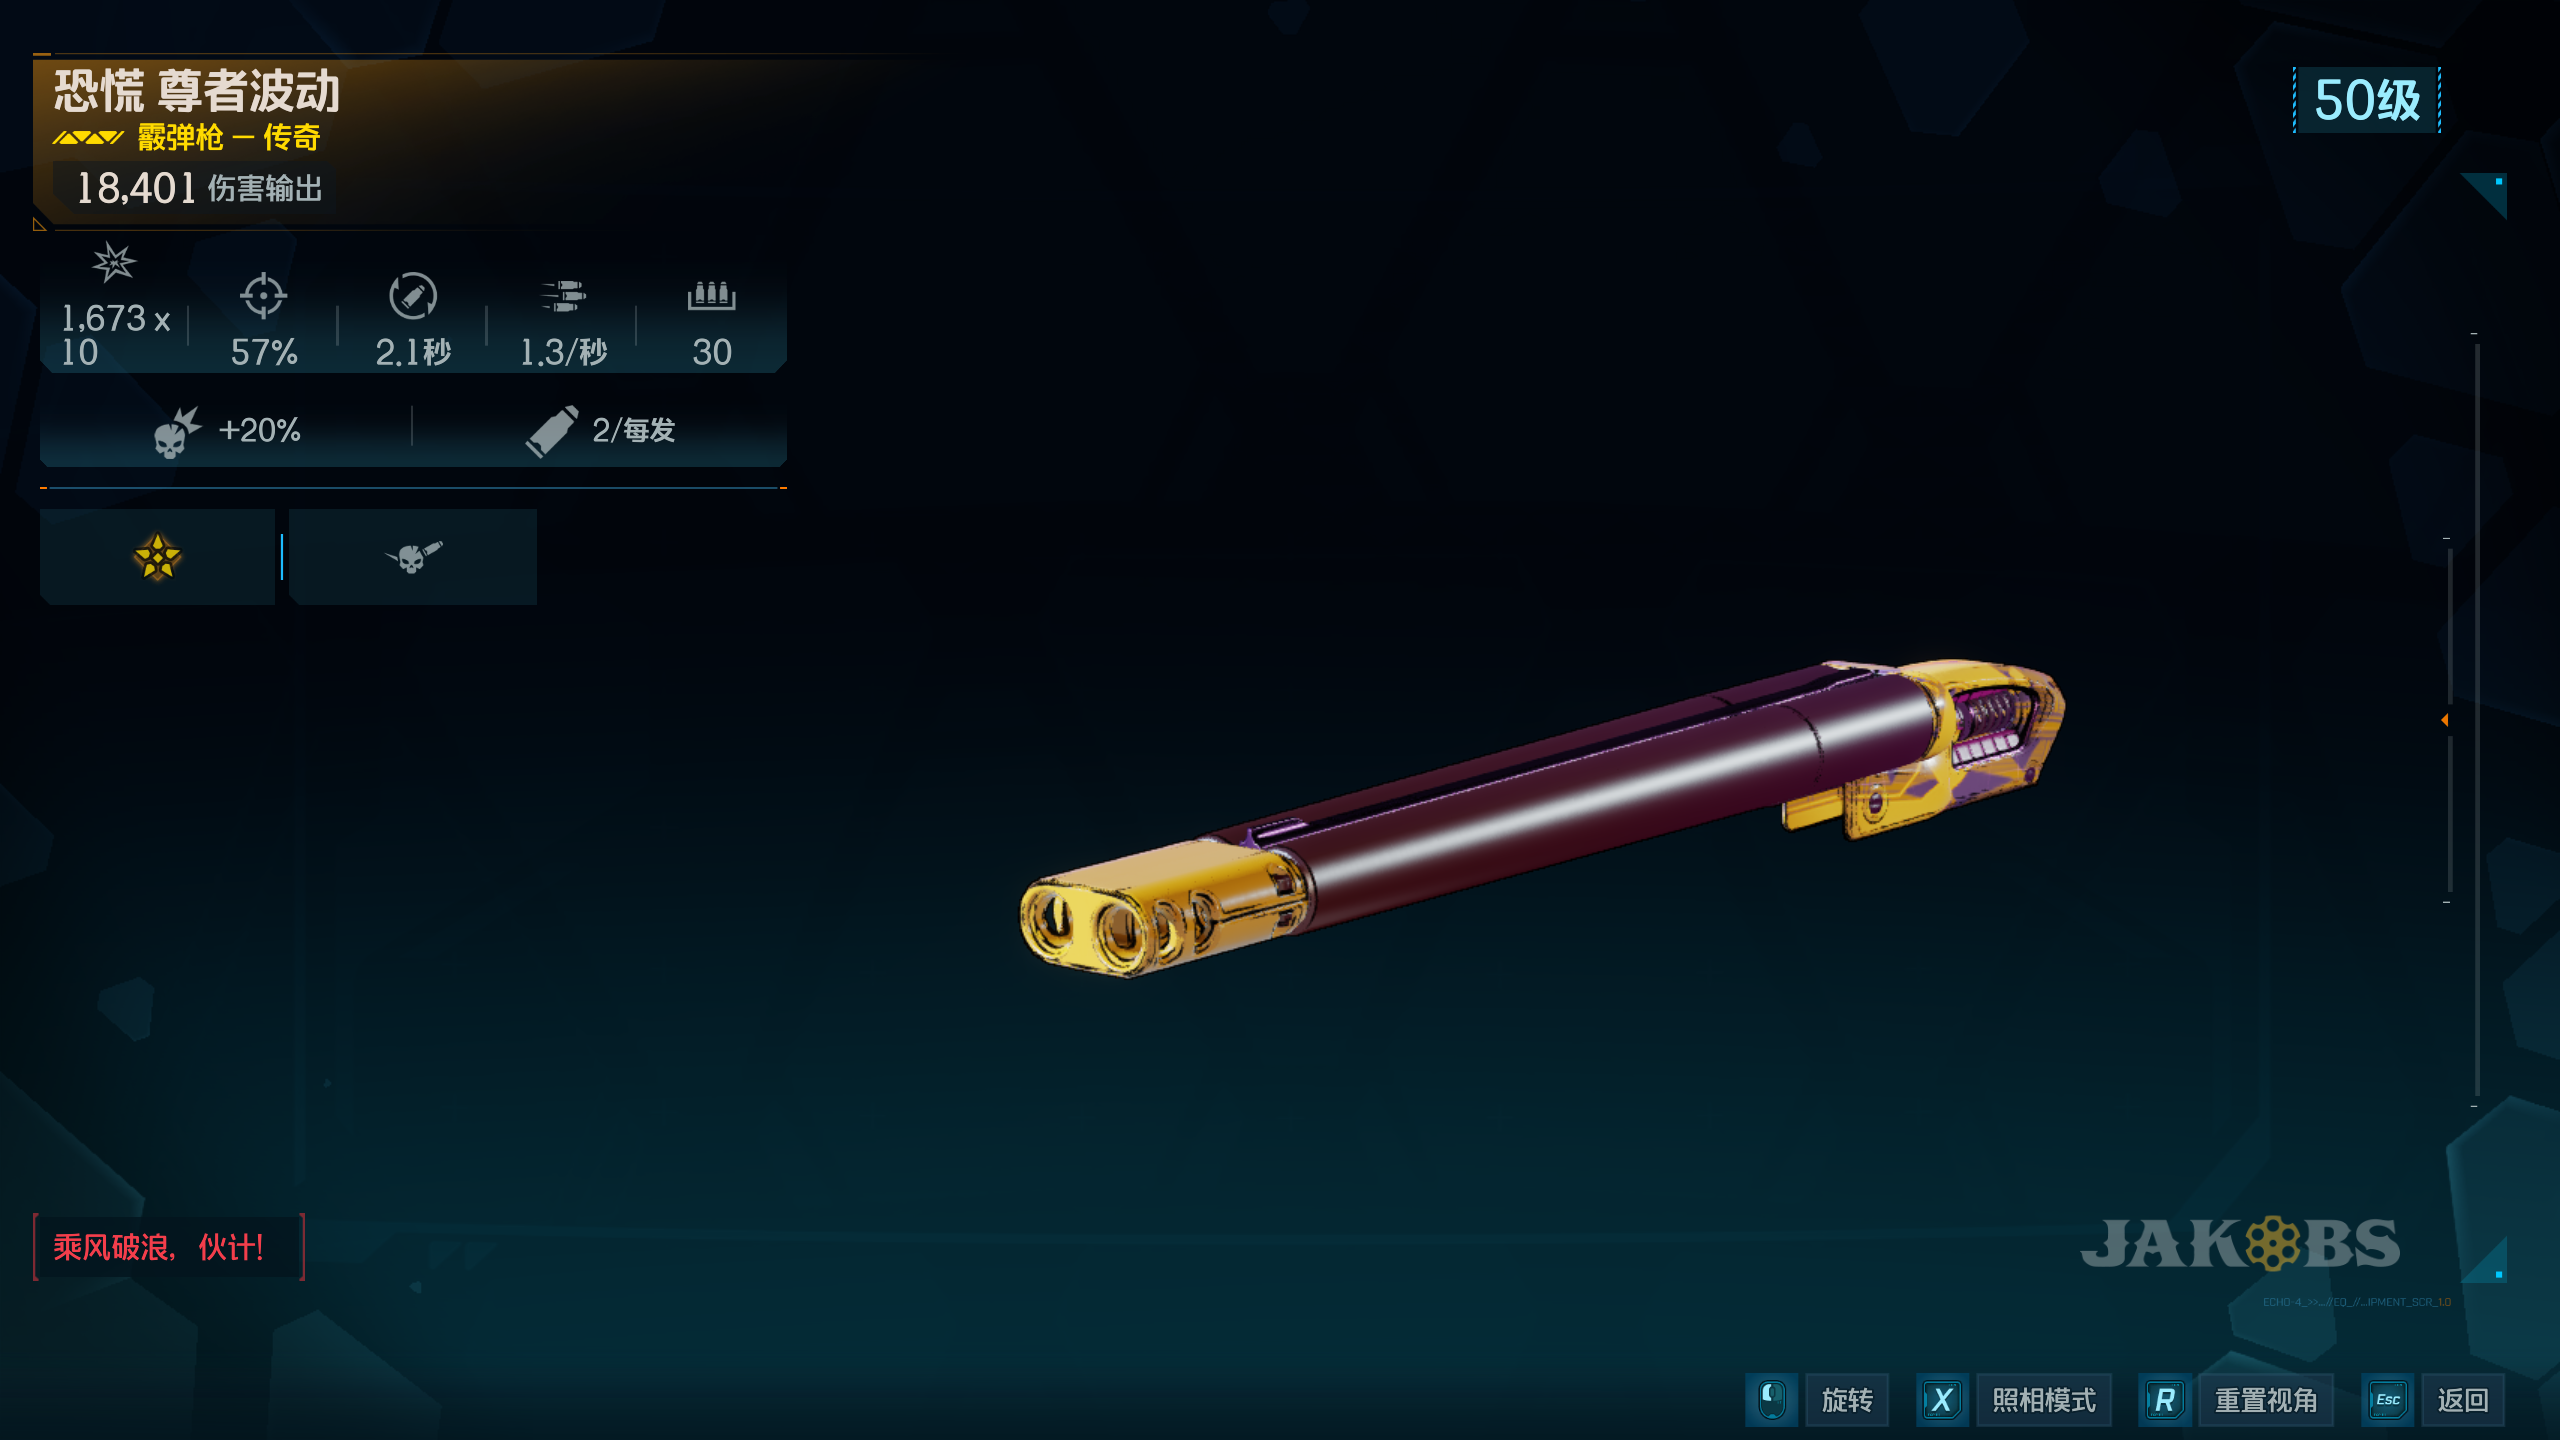 恐慌 尊者波动
霰弹枪 — 传奇
18,401 伤害输出
50级
1,673 x
10
57%
2.1秒
1.3/秒
30
+20%
2/每发
乘风破浪，伙计！
JAKOBS
ECHO-4_>>...//EQ_//...IPMENT_SCR_1.0
旋转
X 照相模式
R 重置视角
Esc 返回